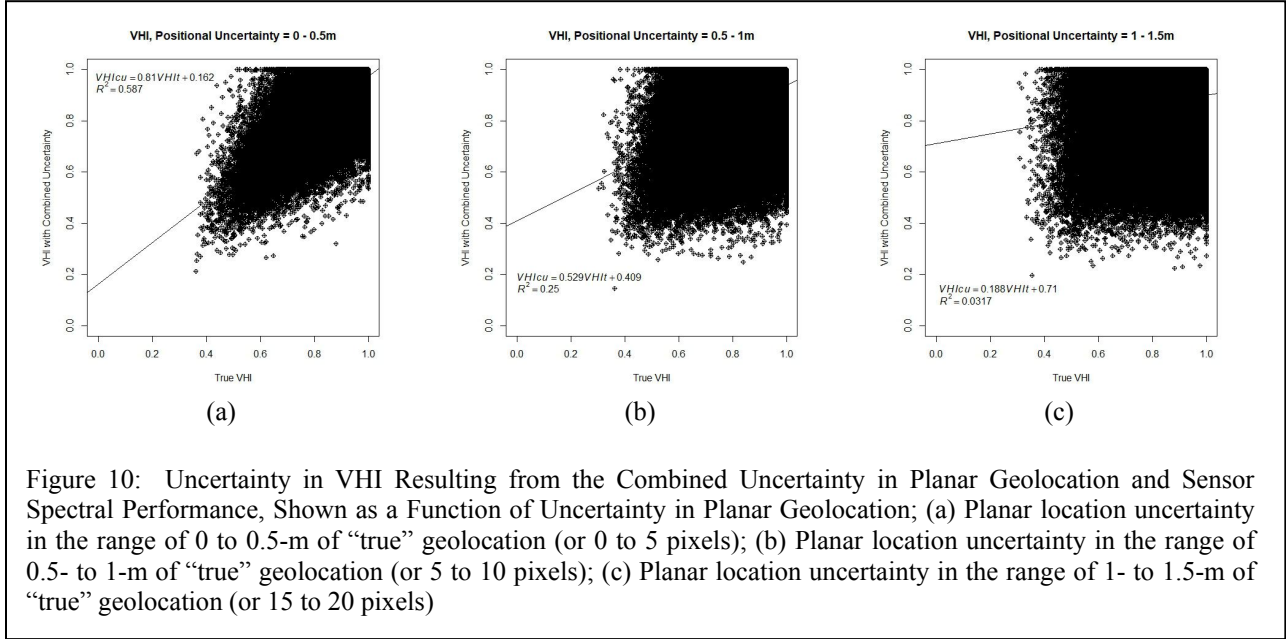 VHI, Positional Uncertainty = 0 - 0.5m
VHIcu = 0.81VHIt + 0.162
R² = 0.587
VHI with Combined Uncertainty
0.0 0.2 0.4 0.6 0.8 1.0
0.0 0.2 0.4 0.6 0.8 1.0
True VHI
(a)
VHI, Positional Uncertainty = 0.5 - 1m
VHI with Combined Uncertainty
0.0 0.2 0.4 0.6 0.8 1.0
VHIcu = 0.529VHIt + 0.409
R² = 0.25
0.0 0.2 0.4 0.6 0.8 1.0
True VHI
(b)
VHI, Positional Uncertainty = 1 - 1.5m
VHI with Combined Uncertainty
0.0 0.2 0.4 0.6 0.8 1.0
VHIcu = 0.188VHIt + 0.71
R² = 0.0317
0.0 0.2 0.4 0.6 0.8 1.0
True VHI
(c)
Figure 10: Uncertainty in VHI Resulting from the Combined Uncertainty in Planar Geolocation and Sensor
Spectral Performance, Shown as a Function of Uncertainty in Planar Geolocation; (a) Planar location uncertainty
in the range of 0 to 0.5-m of “true” geolocation (or 0 to 5 pixels); (b) Planar location uncertainty in the range of
0.5- to 1-m of “true” geolocation (or 5 to 10 pixels); (c) Planar location uncertainty in the range of 1- to 1.5-m of
“true” geolocation (or 15 to 20 pixels)